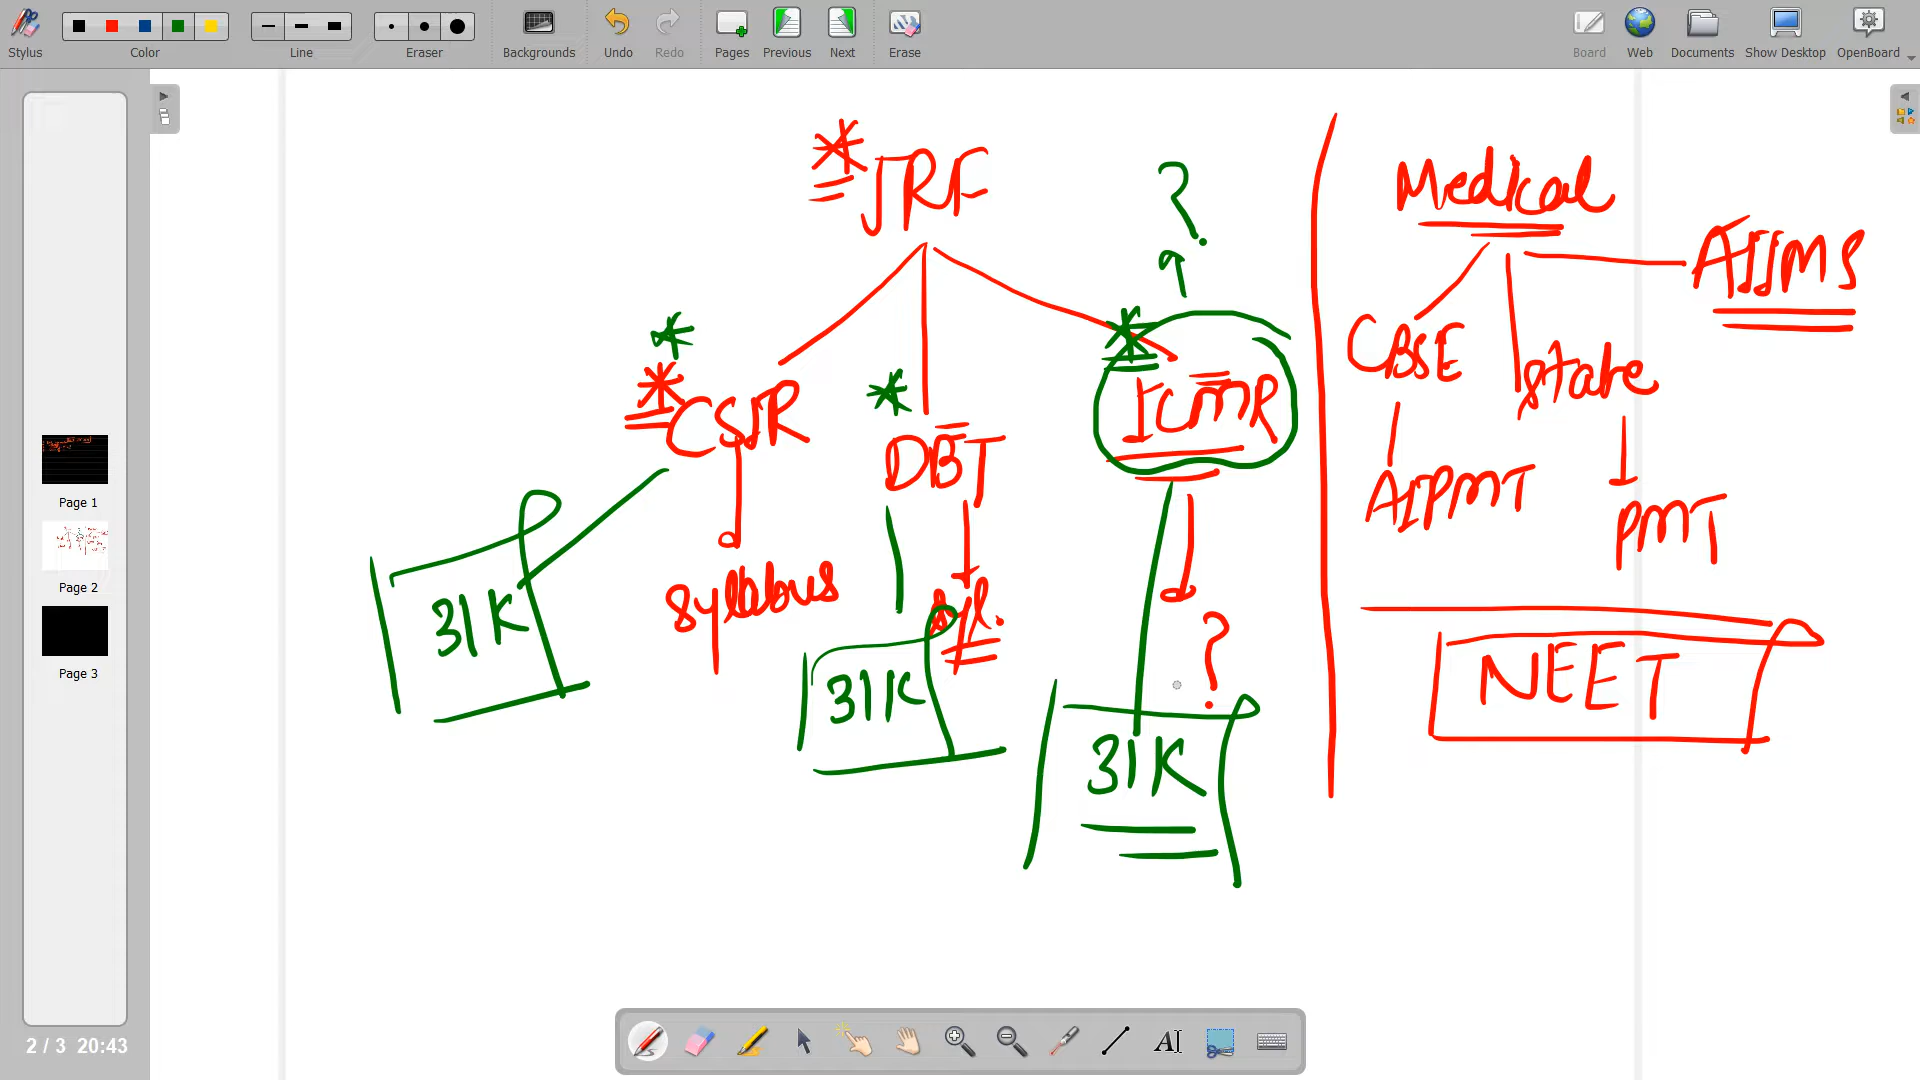 Stylus
Color
Line
Eraser
Backgrounds
Undo
Redo
Pages
Previous
Next
Erase
Board
Web
Documents
Show Desktop
OpenBoard
Page 1
Page 2
Page 3
2 / 3 20:43
* JRF
?
* * CSIR
* DBT
* ICMR
syllabus
syl.
?
31K
31K
31K
Medical
AIIMS
CBSE
state
AIPMT
PMT
NEET